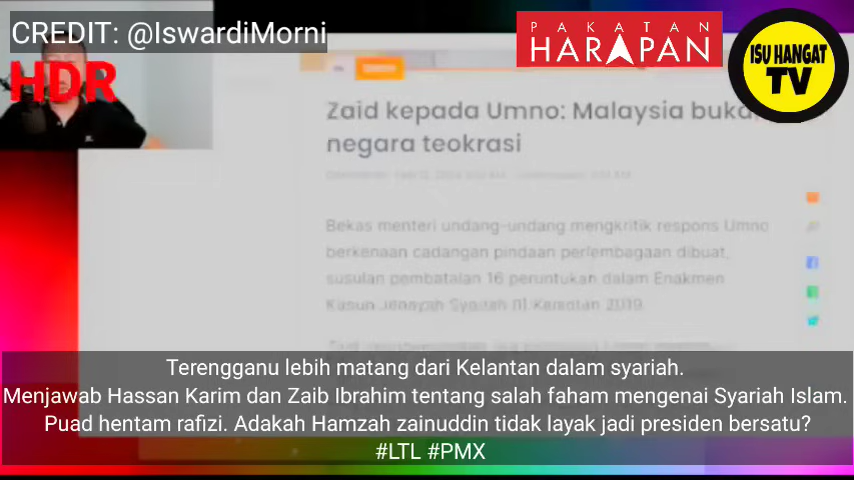 CREDIT: @IswardiMorni
HDR
PAKATAN
HARAPAN
ISU HANGAT
TV
Zaid kepada Umno: Malaysia bukan
negara teokrasi
Bekas menteri undang-undang mengkritik respons Umno
berkenaan cadangan pindaan perlembagaan dibuat,
susulan pembatalan 16 peruntukan dalam Enakmen
Kanun Jenayah Syariah (I) Kelantan 2019.
Terengganu lebih matang dari Kelantan dalam syariah.
Menjawab Hassan Karim dan Zaib Ibrahim tentang salah faham mengenai Syariah Islam.
Puad hentam rafizi. Adakah Hamzah zainuddin tidak layak jadi presiden bersatu?
#LTL #PMX